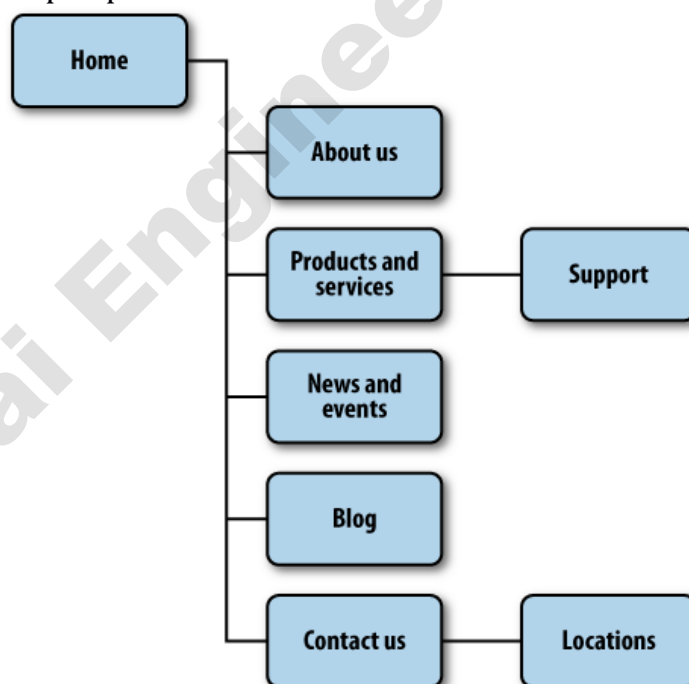 Home
About us
Products and
services
Support
News and
events
Blog
Contact us
Locations